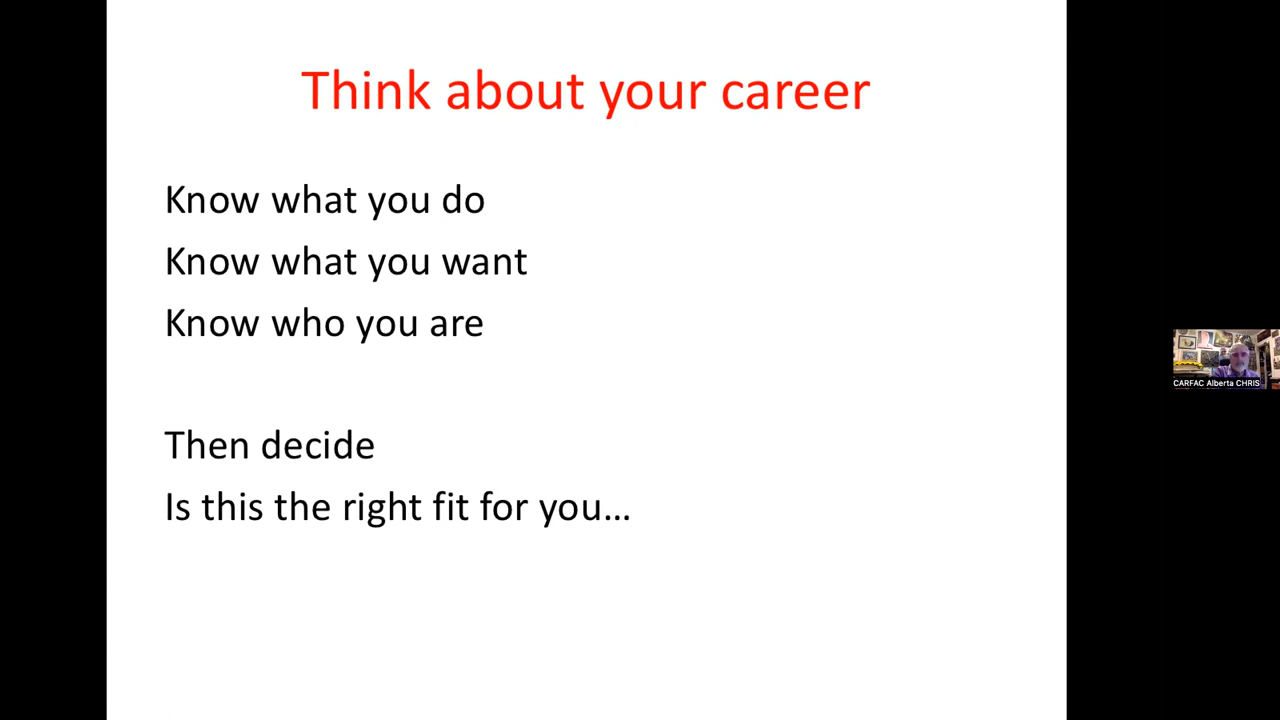 Think about your career
Know what you do
Know what you want
Know who you are
Then decide
Is this the right fit for you...
CARFAC Alberta CHRIS